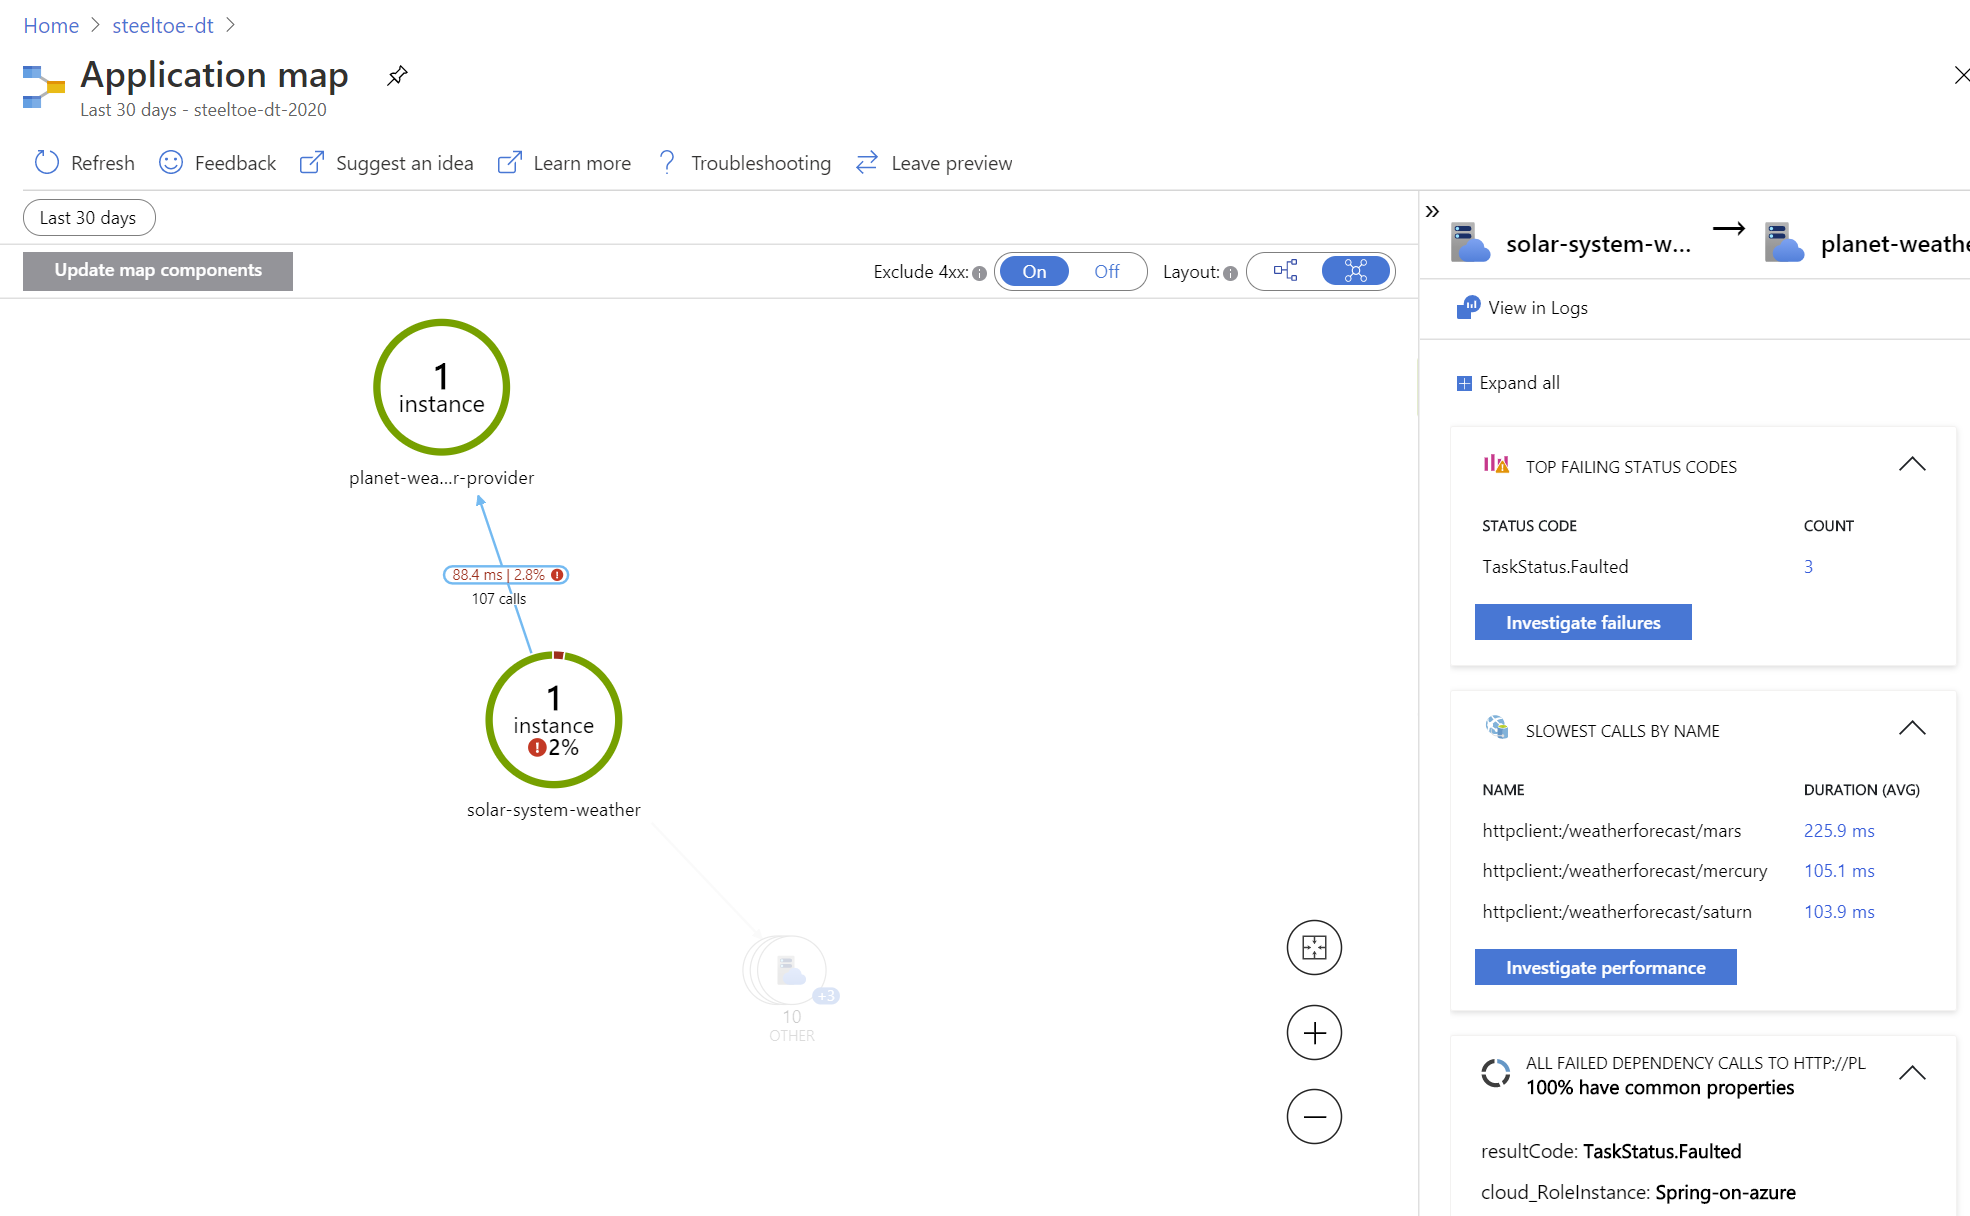 Home > steeltoe-dt >
Application map
Last 30 days - steeltoe-dt-2020
Refresh Feedback Suggest an idea Learn more Troubleshooting Leave preview
Last 30 days
Update map components
Exclude 4xx: On Off Layout:
1
instance
planet-wea...r-provider
88.4 ms | 2.8%
107 calls
1
instance
2%
solar-system-weather
+3
10
OTHER
solar-system-w... → planet-weathe
View in Logs
Expand all
TOP FAILING STATUS CODES
STATUS CODE COUNT
TaskStatus.Faulted 3
Investigate failures
SLOWEST CALLS BY NAME
NAME DURATION (AVG)
httpclient:/weatherforecast/mars 225.9 ms
httpclient:/weatherforecast/mercury 105.1 ms
httpclient:/weatherforecast/saturn 103.9 ms
Investigate performance
ALL FAILED DEPENDENCY CALLS TO HTTP://PL
100% have common properties
resultCode: TaskStatus.Faulted
cloud_RoleInstance: Spring-on-azure